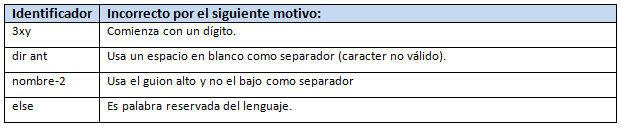 Identificador Incorrecto por el siguiente motivo:
3xy Comienza con un dígito.
dir ant Usa un espacio en blanco como separador (caracter no válido).
nombre-2 Usa el guion alto y no el bajo como separador
else Es palabra reservada del lenguaje.